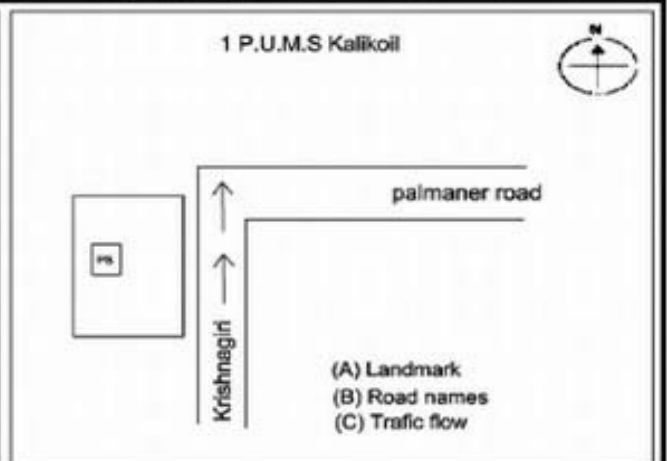 1 P.U.M.S Kalikoil
N
palmaner road
PS
Krishnagiri
(A) Landmark
(B) Road names
(C) Trafic flow